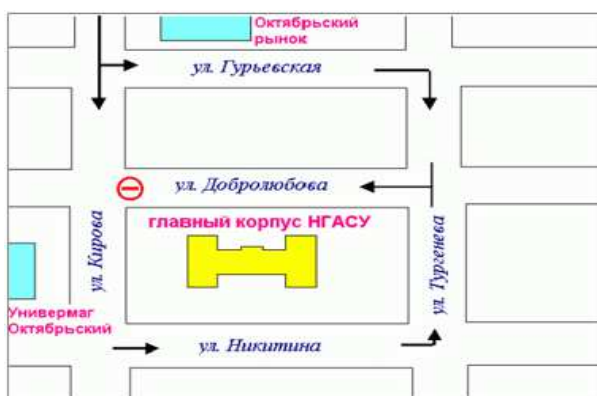 Октябрьский
рынок
ул. Гурьевская
ул. Добролюбова
главный корпус НГАСУ
ул. Кирова
ул. Тургенева
Универмаг
Октябрьский
ул. Никитина